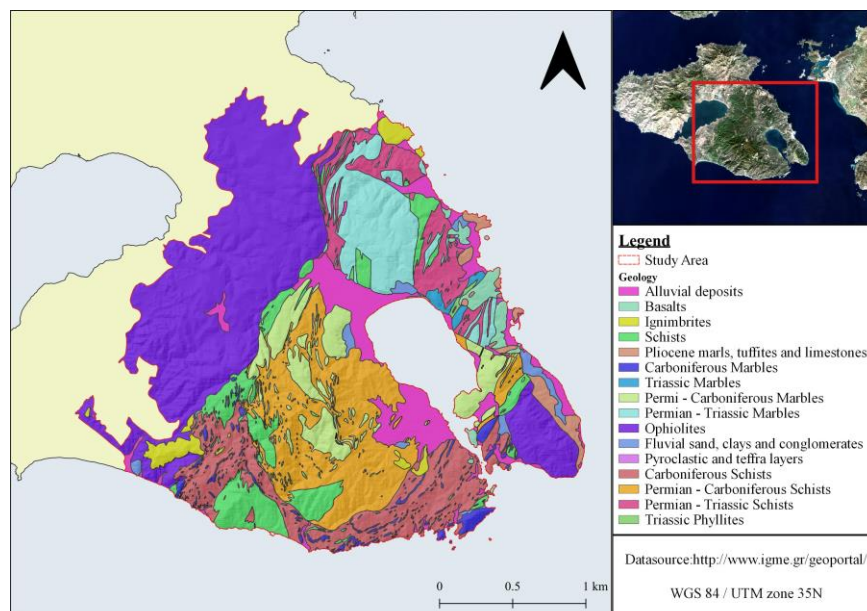 Legend
Study Area
Geology
Alluvial deposits
Basalts
Ignimbrites
Schists
Pliocene marls, tuffites and limestones
Carboniferous Marbles
Triassic Marbles
Permi - Carboniferous Marbles
Permian - Triassic Marbles
Ophiolites
Fluvial sand, clays and conglomerates
Pyroclastic and teffra layers
Carboniferous Schists
Permian - Carboniferous Schists
Permian - Triassic Schists
Triassic Phyllites
0 0.5 1 km
Datasource:http://www.igme.gr/geoportal/
WGS 84 / UTM zone 35N